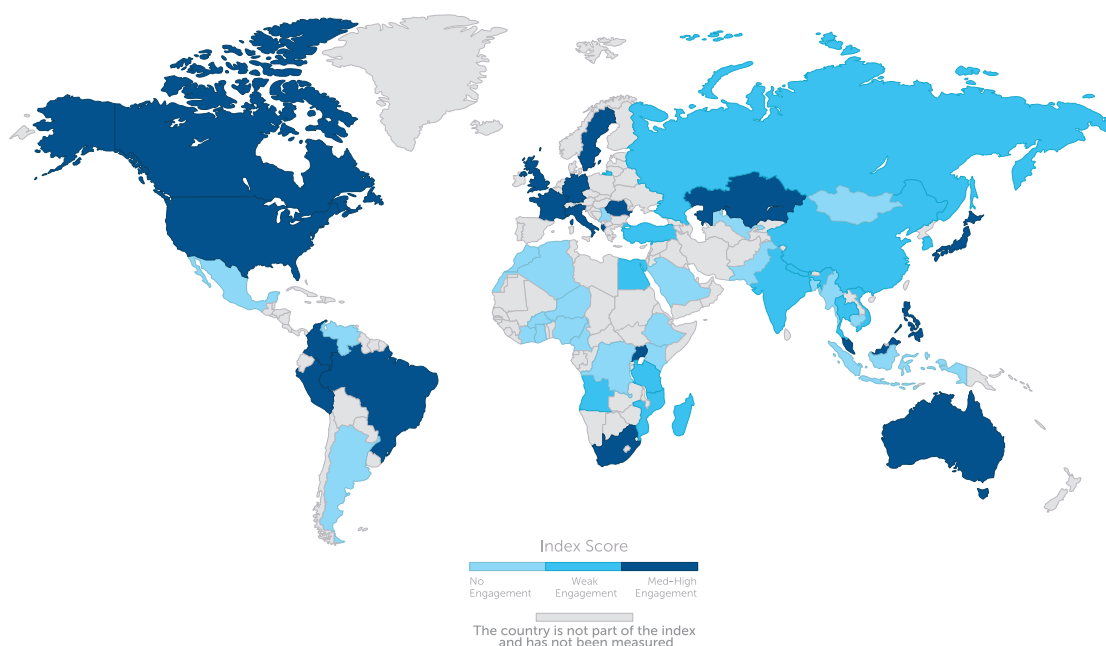 Index Score
No
Engagement
Weak
Engagement
Med–High
Engagement
The country is not part of the index
and has not been measured